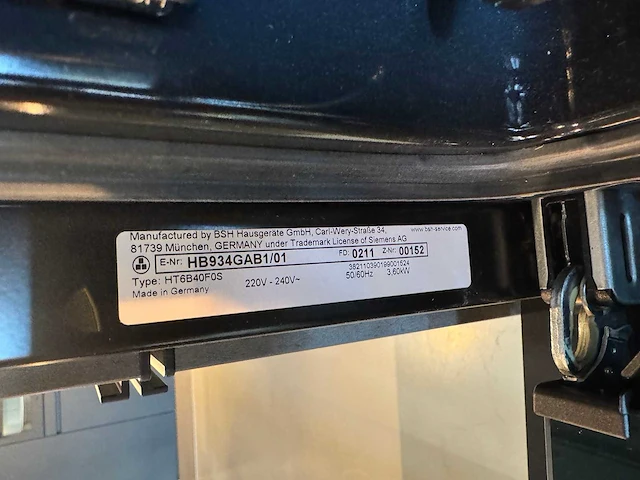 Manufactured by BSH Hausgeräte GmbH, Carl-Wery-Straße 34,
www.bsh-service.com
81739 München, GERMANY under Trademark License of Siemens AG
E-Nr: HB934GAB1/01 FD: 0211 Z-Nr: 00152
382110390199001524
Type: HT6B40F0S 220V - 240V~ 50/60Hz 3,60kW
Made in Germany